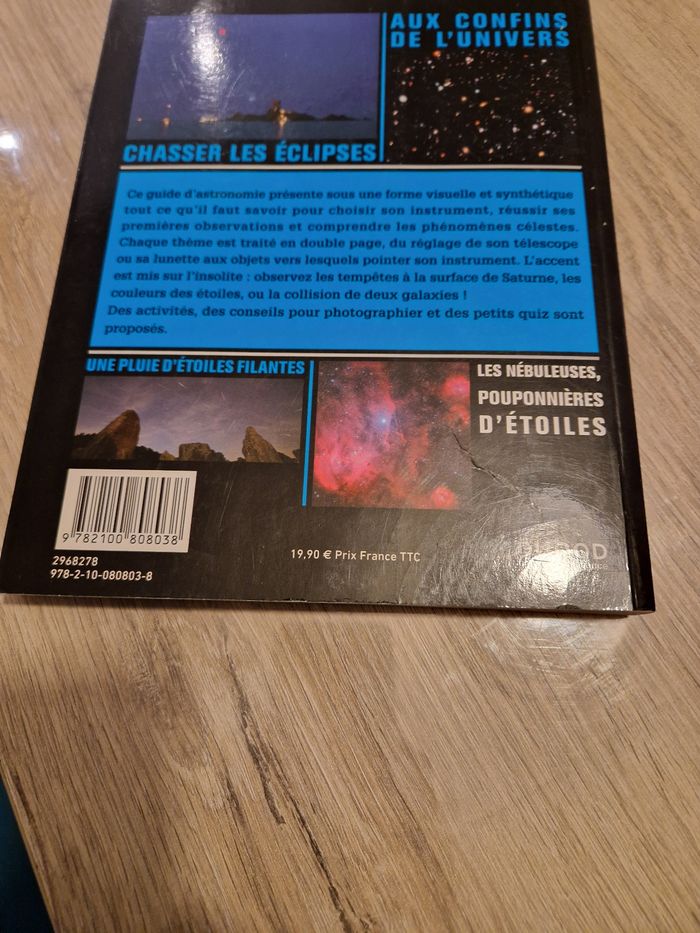 AUX CONFINS
DE L'UNIVERS
CHASSER LES ÉCLIPSES
Ce guide d'astronomie présente sous une forme visuelle et synthétique
tout ce qu'il faut savoir pour choisir son instrument, réussir ses
premières observations et comprendre les phénomènes célestes.
Chaque thème est traité en double page, du réglage de son télescope
ou sa lunette aux objets vers lesquels pointer son instrument. L'accent
est mis sur l'insolite : observez les tempêtes à la surface de Saturne, les
couleurs des étoiles, ou la collision de deux galaxies !
Des activités, des conseils pour photographier et des petits quiz sont
proposés.
UNE PLUIE D'ÉTOILES FILANTES
LES NÉBULEUSES,
POUPONNIÈRES
D'ÉTOILES
9 782100 808038
2968278
978-2-10-080803-8
19,90 € Prix France TTC